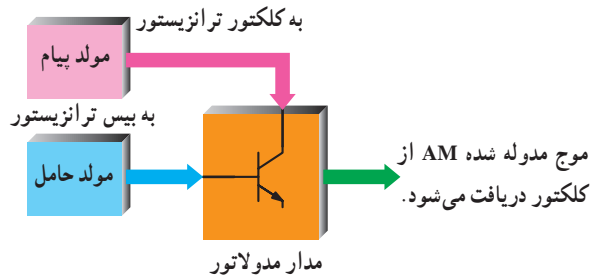 به کلکتور ترانزیستور
مولد پیام
به بیس ترانزیستور
مولد حامل
موج مدوله شده AM از
کلکتور دریافت می‌شود.
مدار مدولاتور